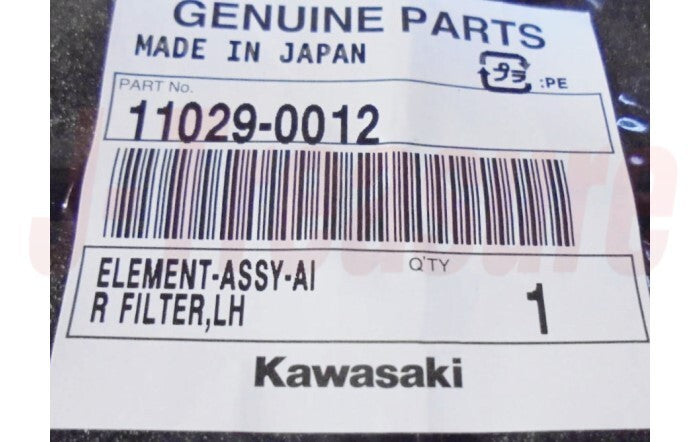 GENUINE PARTS
MADE IN JAPAN
プラ :PE
PART No.
11029-0012
ELEMENT-ASSY-AI
R FILTER,LH
Q'TY
1
Kawasaki
J-Treasure